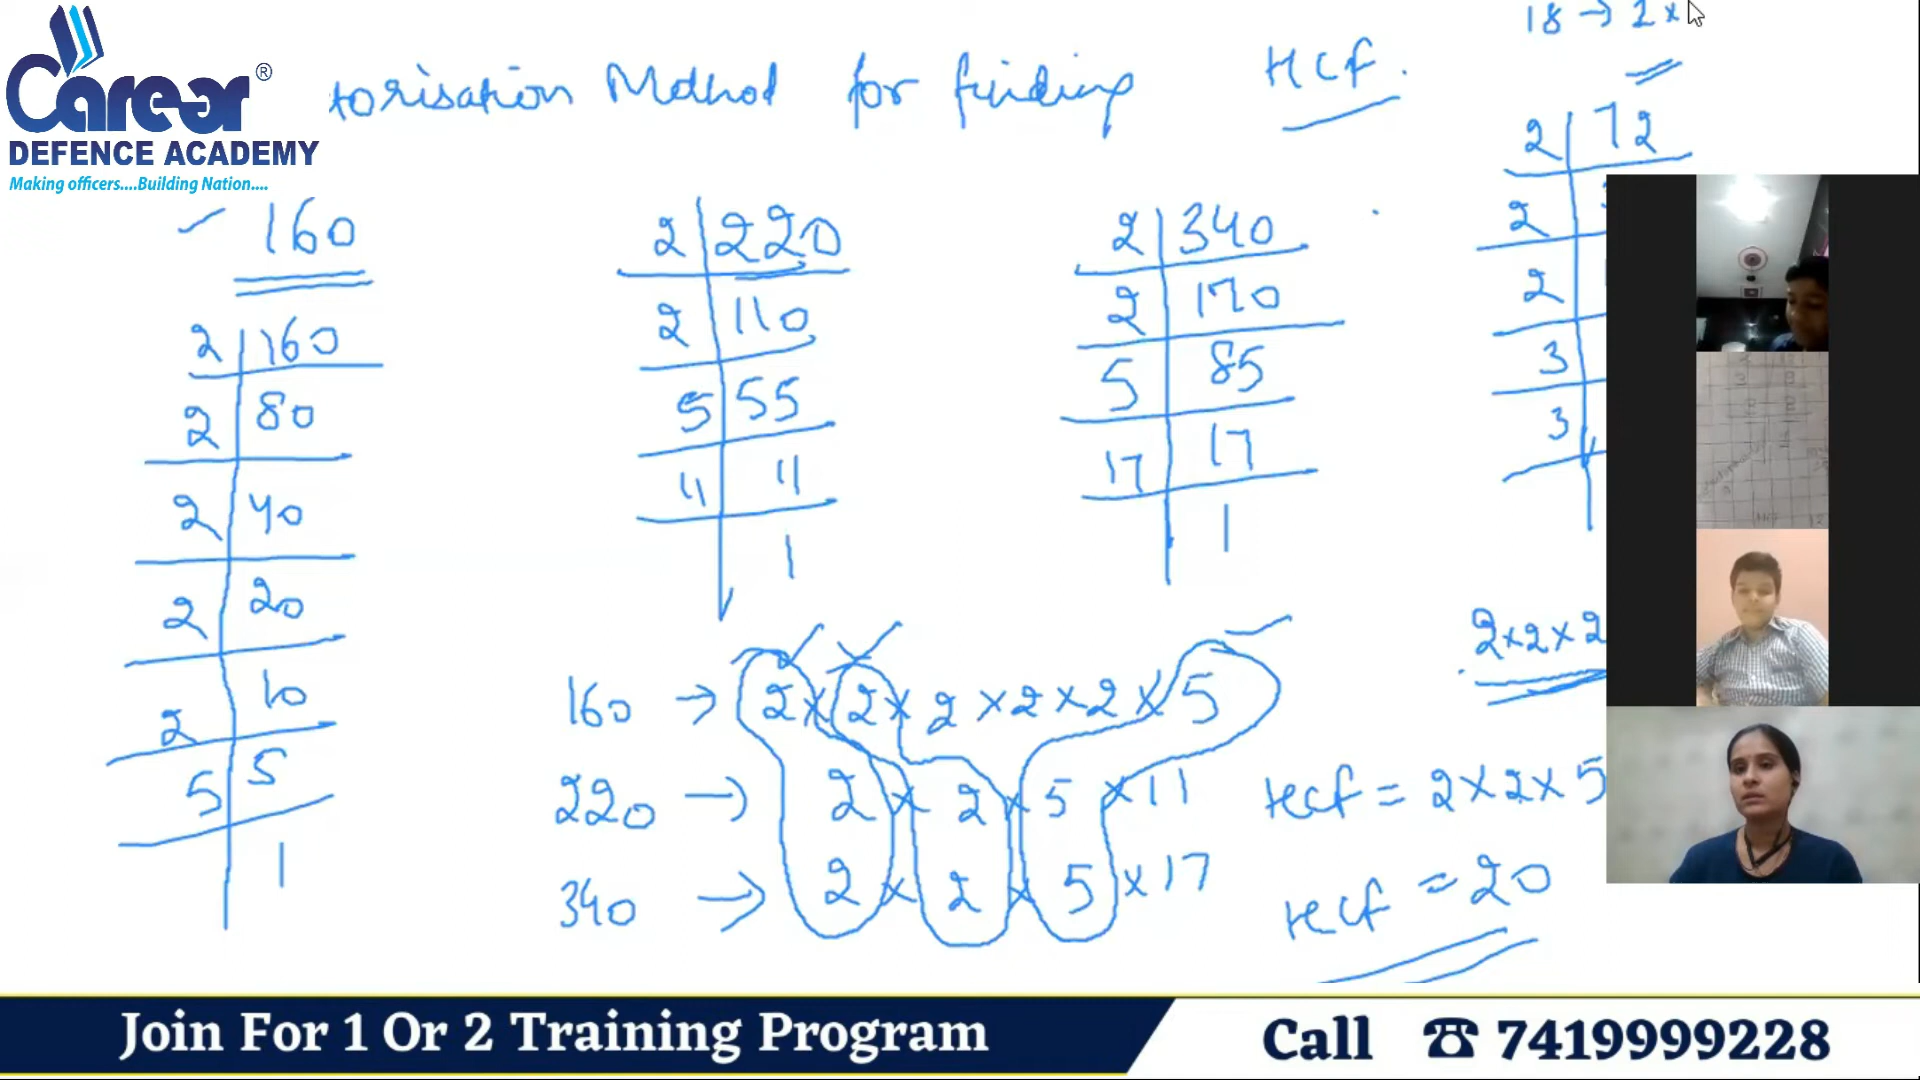 Carear®
DEFENCE ACADEMY
Making officers....Building Nation....
torisation Method for finding HCF.
18 → 2 ×
160
2 | 160
2 | 80
2 | 40
2 | 20
2 | 10
5 | 5
1
2 | 220
2 | 110
5 | 55
11 | 11
1
2 | 340
2 | 170
5 | 85
17 | 17
1
2 | 72
2
2
3
3
2×2×2
160 → 2×2×2×2×2×5
220 → 2×2×5×11
340 → 2×2×5×17
HCF = 2×2×5
HCF = 20
Join For 1 Or 2 Training Program
Call ☎ 7419999228